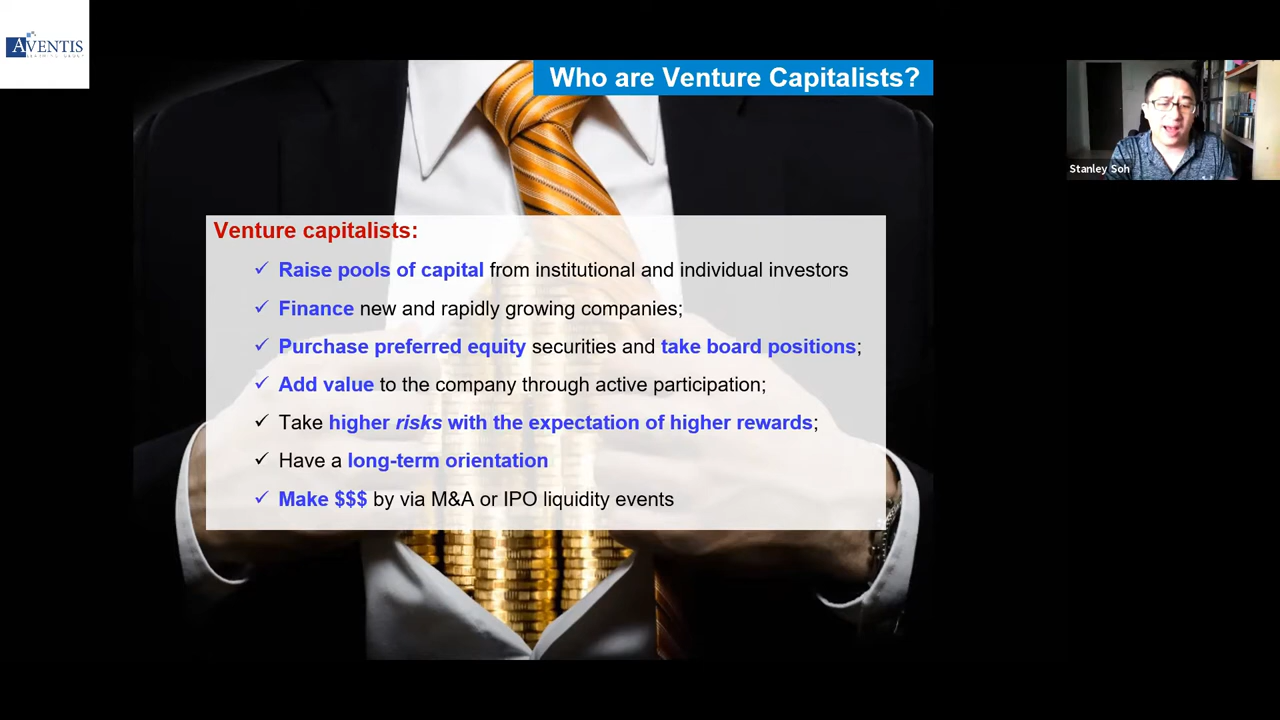 AVENTIS
Who are Venture Capitalists?
Stanley Soh
Venture capitalists:
✓ Raise pools of capital from institutional and individual investors
✓ Finance new and rapidly growing companies;
✓ Purchase preferred equity securities and take board positions;
✓ Add value to the company through active participation;
✓ Take higher risks with the expectation of higher rewards;
✓ Have a long-term orientation
✓ Make $$$ by via M&A or IPO liquidity events